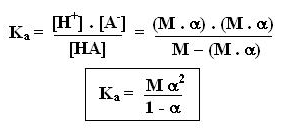 Kₐ = [H⁺] . [A⁻] / [HA] = (M . α) . (M . α) / M – (M . α)
Kₐ = M α² / 1 - α